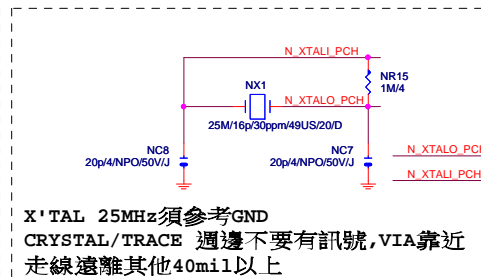 N_XTALI_PCH
NR15
1M/4
NX1
N_XTALO_PCH
25M/16p/30ppm/49US/20/D
NC8
20p/4/NPO/50V/J
NC7
20p/4/NPO/50V/J
N_XTALO_PCH
N_XTALI_PCH
X'TAL 25MHz須參考GND
CRYSTAL/TRACE 週邊不要有訊號,VIA靠近
走線遠離其他40mil以上